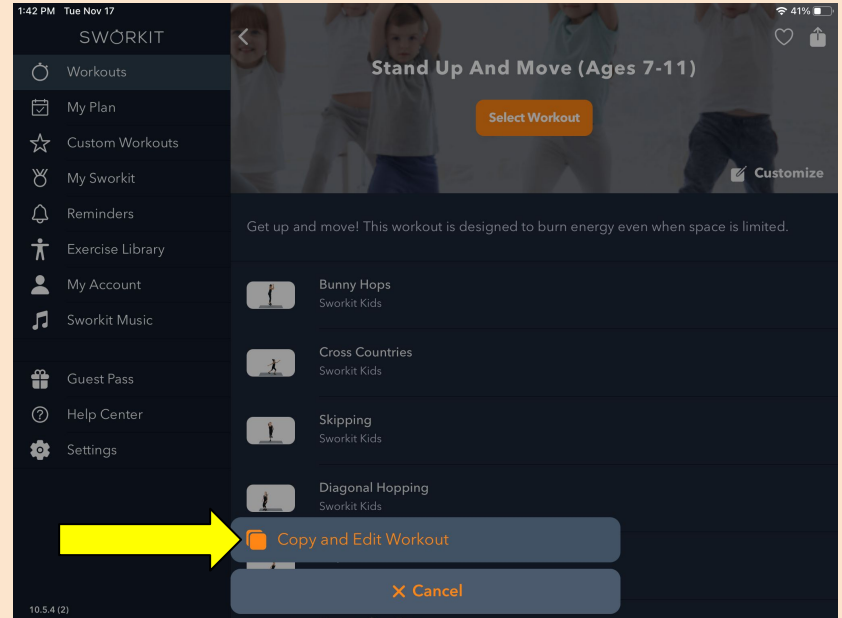 1:42 PM Tue Nov 17
41%
SWORKIT
Workouts
My Plan
Custom Workouts
My Sworkit
Reminders
Exercise Library
My Account
Sworkit Music
Guest Pass
Help Center
Settings
10.5.4 (2)
Stand Up And Move (Ages 7-11)
Select Workout
Customize
Get up and move! This workout is designed to burn energy even when space is limited.
Bunny Hops
Sworkit Kids
Cross Countries
Sworkit Kids
Skipping
Sworkit Kids
Diagonal Hopping
Sworkit Kids
Copy and Edit Workout
Cancel